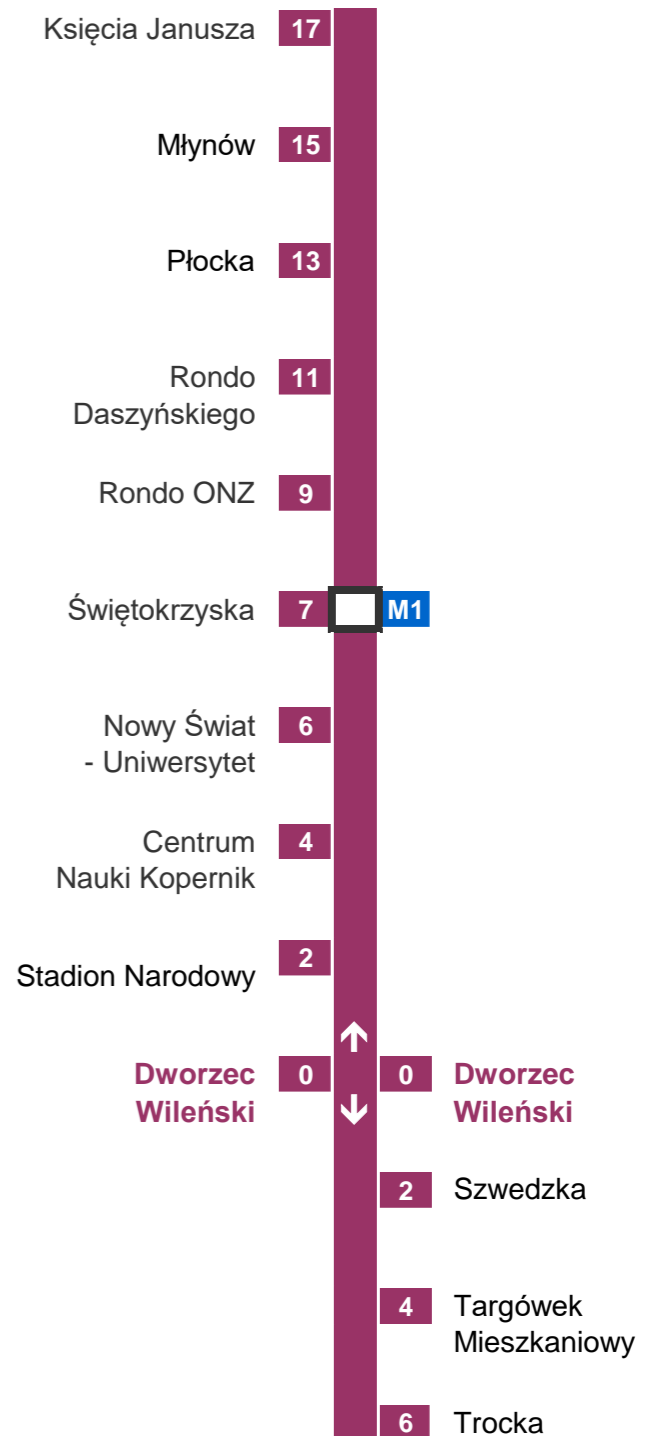 Księcia Janusza 17
Młynów 15
Płocka 13
Rondo 11
Daszyńskiego
Rondo ONZ 9
Świętokrzyska 7 M1
Nowy Świat 6
- Uniwersytet
Centrum 4
Nauki Kopernik
Stadion Narodowy 2
Dworzec 0 0 Dworzec
Wileński Wileński
2 Szwedzka
4 Targówek
Mieszkaniowy
6 Trocka